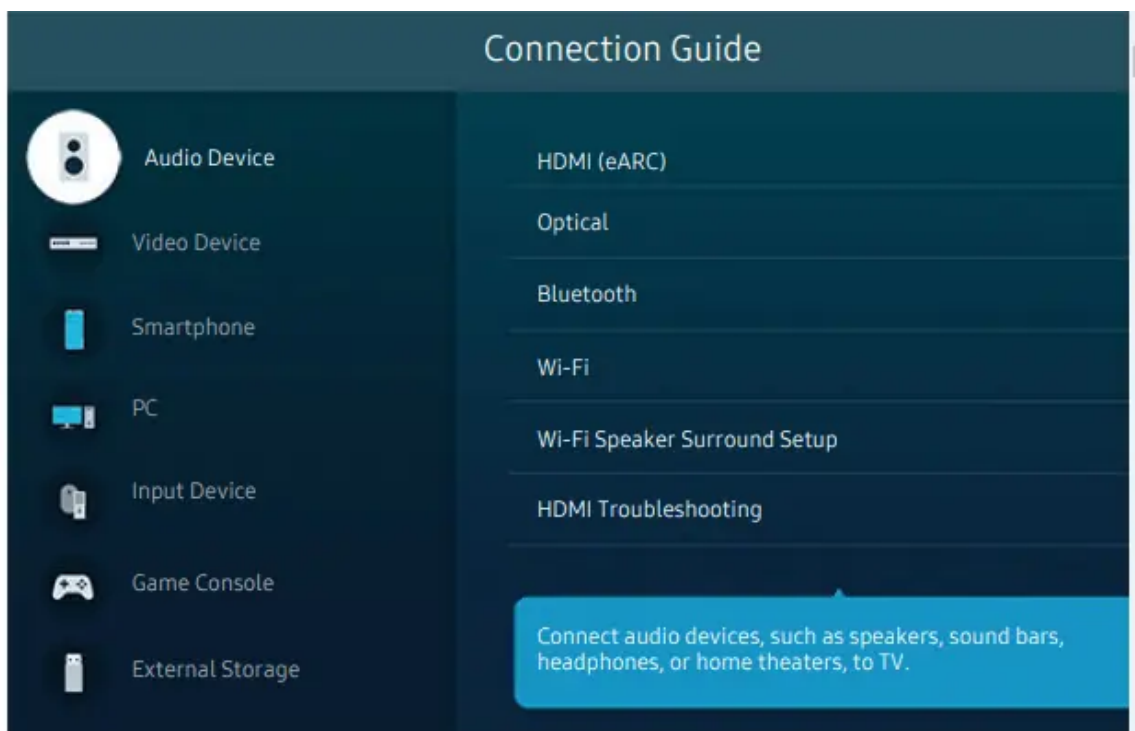 Connection Guide
Audio Device
Video Device
Smartphone
PC
Input Device
Game Console
External Storage
HDMI (eARC)
Optical
Bluetooth
Wi-Fi
Wi-Fi Speaker Surround Setup
HDMI Troubleshooting
Connect audio devices, such as speakers, sound bars,
headphones, or home theaters, to TV.